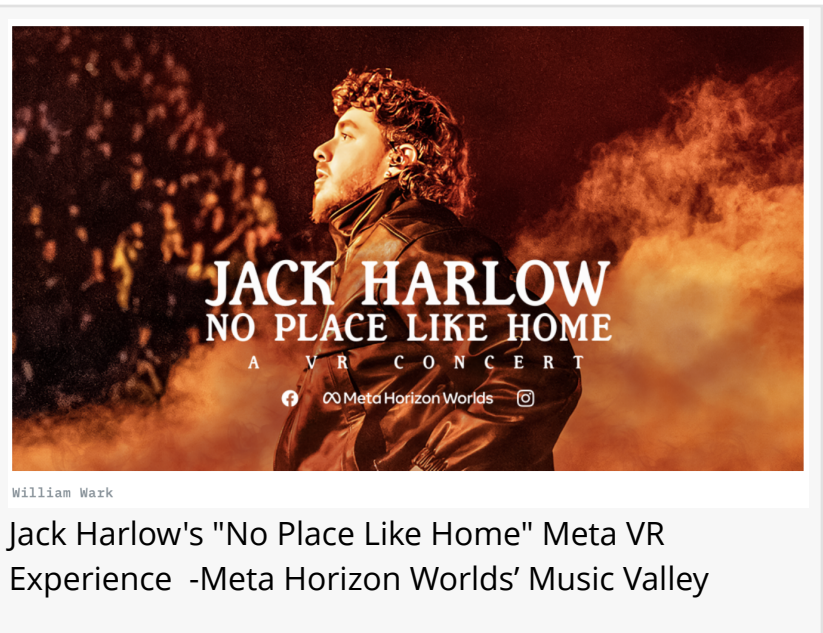 JACK HARLOW
NO PLACE LIKE HOME
A VR CONCERT
Meta Horizon Worlds
William Wark
Jack Harlow's "No Place Like Home" Meta VR
Experience  -Meta Horizon Worlds’ Music Valley